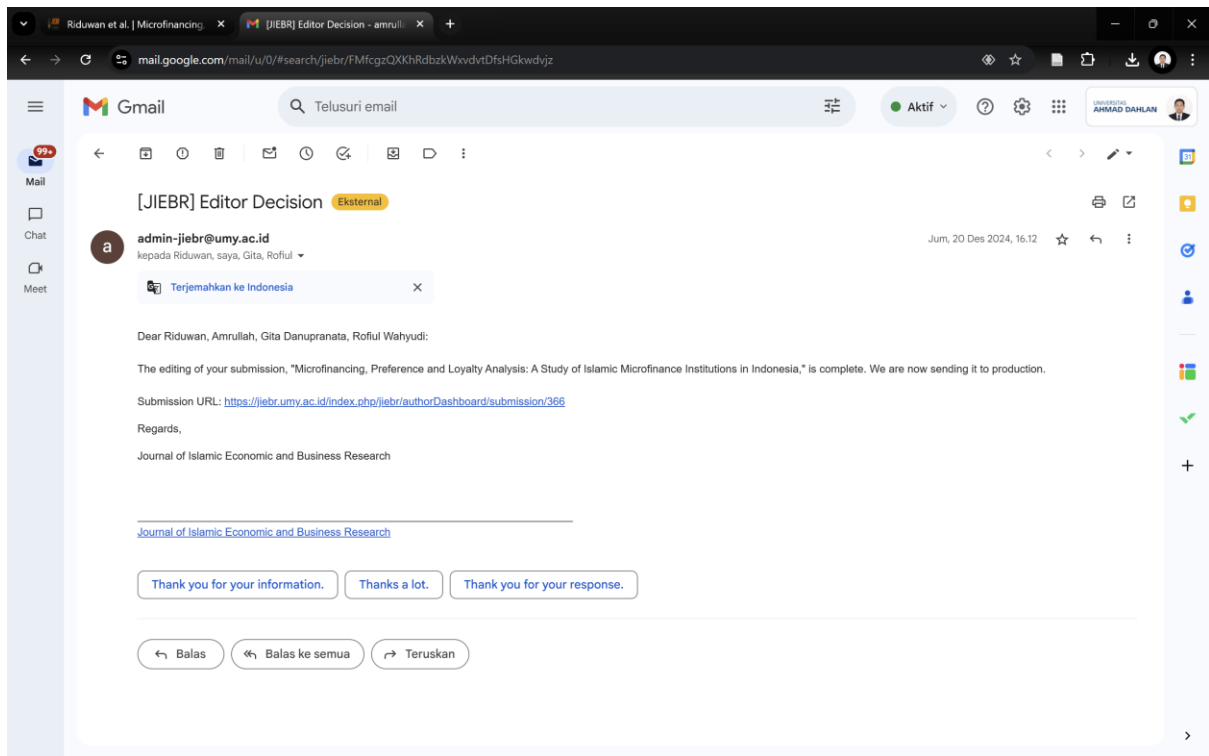 Riduwan et al. | Microfinancing,
[JIEBR] Editor Decision - amrull
mail.google.com/mail/u/0/#search/jiebr/FMfcgzQXKhRdbzkWxvdvtDfsHGkwdvjz
Gmail
Telusuri email
Aktif
UNIVERSITAS
AHMAD DAHLAN
99+
Mail
Chat
Meet
31
[JIEBR] Editor Decision Eksternal
a
admin-jiebr@umy.ac.id
Jum, 20 Des 2024, 16.12
kepada Riduwan, saya, Gita, Rofiul
Terjemahkan ke Indonesia
Dear Riduwan, Amrullah, Gita Danupranata, Rofiul Wahyudi:
The editing of your submission, "Microfinancing, Preference and Loyalty Analysis: A Study of Islamic Microfinance Institutions in Indonesia," is complete. We are now sending it to production.
Submission URL: https://jiebr.umy.ac.id/index.php/jiebr/authorDashboard/submission/366
Regards,
Journal of Islamic Economic and Business Research
Journal of Islamic Economic and Business Research
Thank you for your information. Thanks a lot. Thank you for your response.
Balas Balas ke semua Teruskan